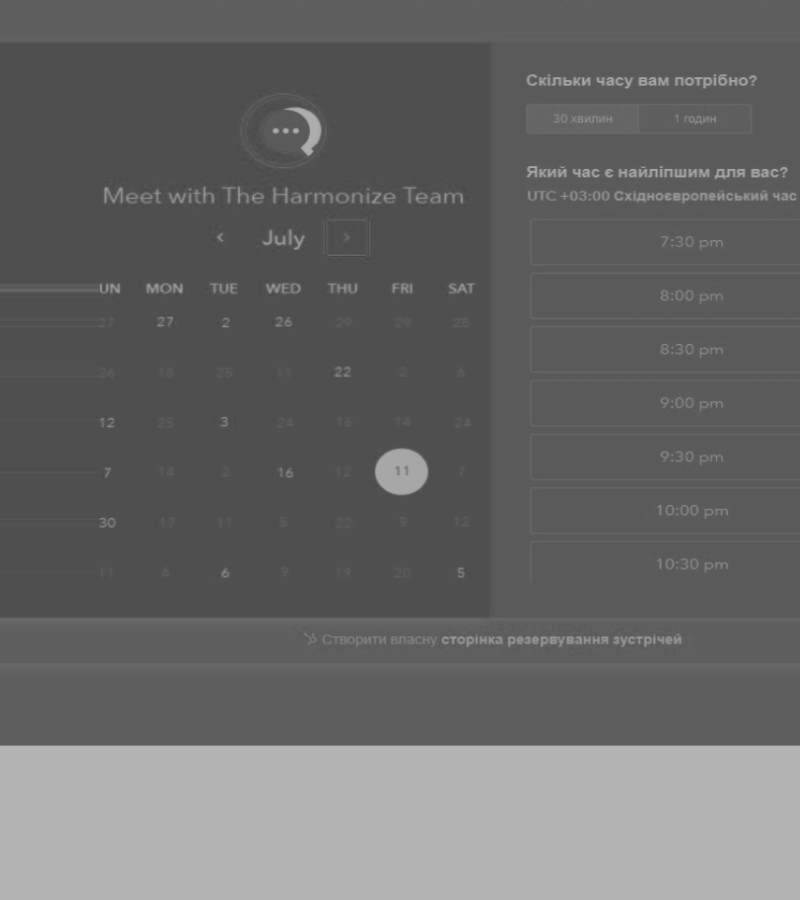 Meet with The Harmonize Team
July
UN MON TUE WED THU FRI SAT
27 27 2 26 29 29 28
26 18 25 11 22 2 6
12 25 3 24 16 14 24
7 14 2 16 12 11 7
30 17 11 5 22 9 12
11 6 6 9 19 20 5
Скільки часу вам потрібно?
30 хвилин 1 годин
Який час є найліпшим для вас?
UTC +03:00 Східноєвропейський час
7:30 pm
8:00 pm
8:30 pm
9:00 pm
9:30 pm
10:00 pm
10:30 pm
Створити власну сторінка резервування зустрічей